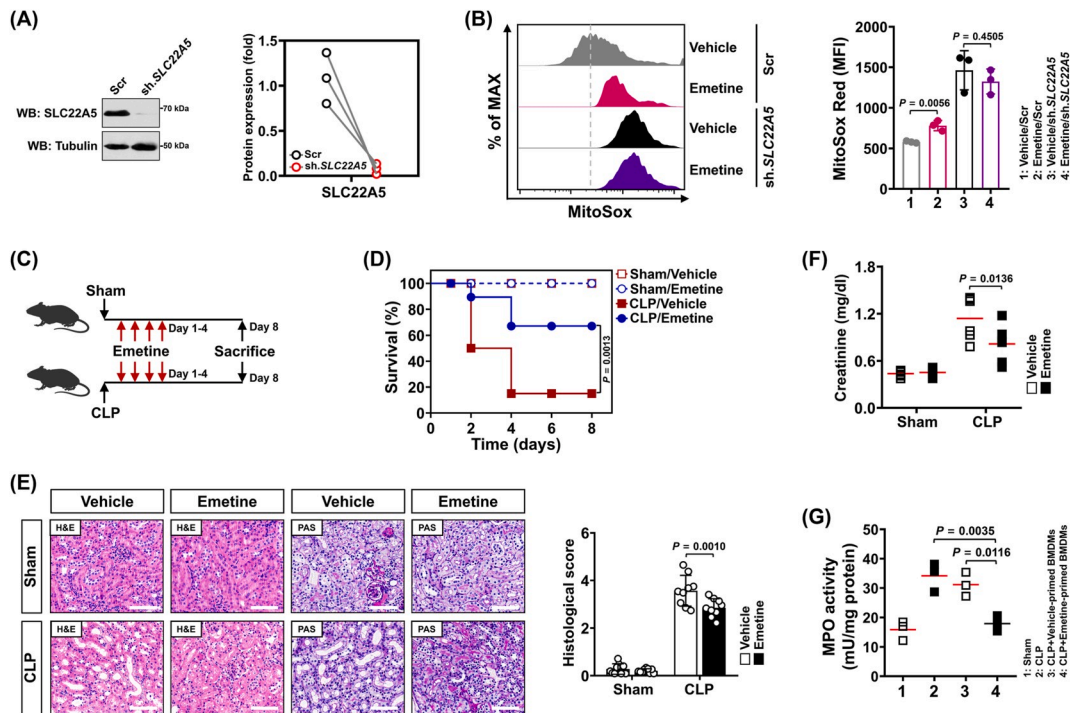 (A)
Scr
sh.SLC22A5
WB: SLC22A5
-70 kDa
WB: Tubulin
-50 kDa
Protein expression (fold)
1.5
1.0
0.5
0.0
Scr
sh.SLC22A5
SLC22A5
(B)
% of MAX
MitoSox
Vehicle
Emetine
Vehicle
Emetine
Scr
sh.SLC22A5
MitoSox Red (MFI)
2000
1500
1000
500
0
P = 0.0056
P = 0.4505
1 2 3 4
1: Vehicle/Scr
2: Emetine/Scr
3: Vehicle/sh.SLC22A5
4: Emetine/sh.SLC22A5
(C)
Sham
Day 1-4
Day 8
Emetine
Sacrifice
Day 1-4
Day 8
CLP
(D)
Survival (%)
100
80
60
40
20
0
0 2 4 6 8
Time (days)
Sham/Vehicle
Sham/Emetine
CLP/Vehicle
CLP/Emetine
P = 0.0013
(F)
Creatinine (mg/dl)
1.8
1.2
0.6
0.0
P = 0.0136
Sham CLP
Vehicle
Emetine
(E)
Vehicle Emetine Vehicle Emetine
Sham
H&E H&E PAS PAS
CLP
H&E H&E PAS PAS
Histological score
6
4
2
0
P = 0.0010
Sham CLP
Vehicle
Emetine
(G)
MPO activity
(mU/mg protein)
50
40
30
20
10
0
P = 0.0035
P = 0.0116
1 2 3 4
1: Sham
2: CLP
3: CLP+Vehicle-primed BMDMs
4: CLP+Emetine-primed BMDMs